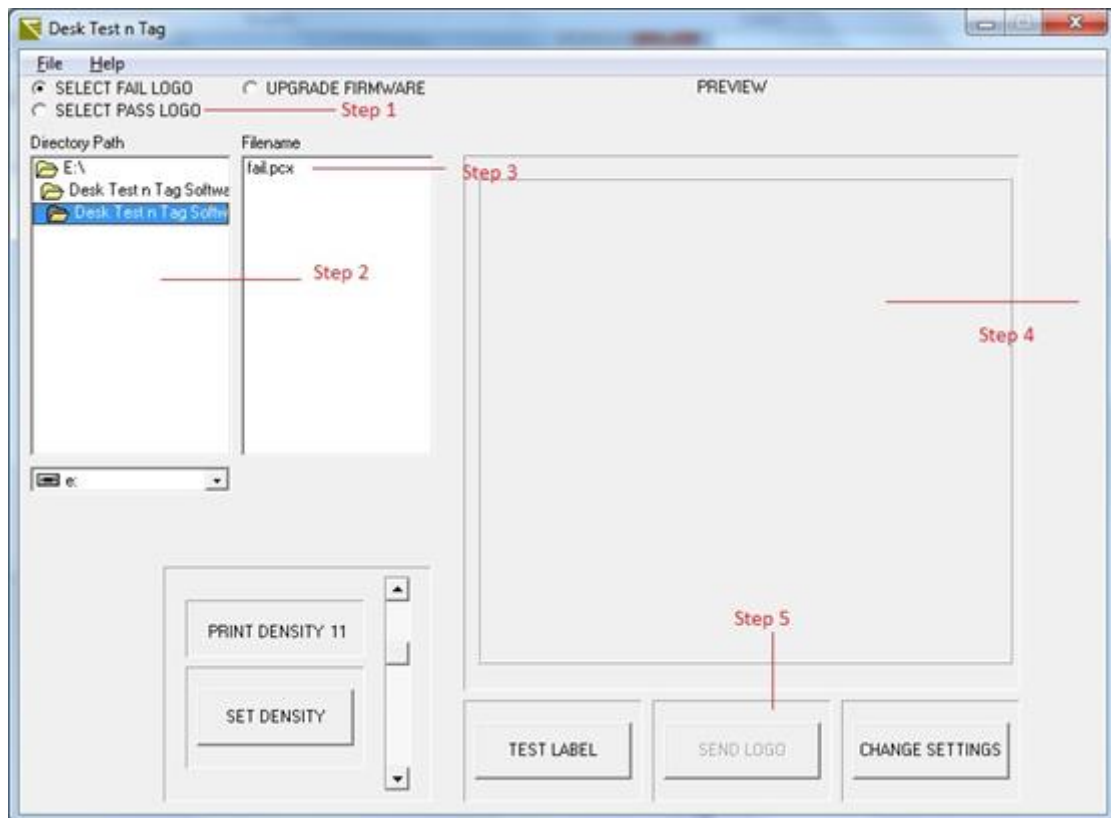 Desk Test n Tag
File Help
SELECT FAIL LOGO UPGRADE FIRMWARE PREVIEW
SELECT PASS LOGO Step 1
Directory Path Filename
E:\ fail.pcx Step 3
Desk Test n Tag Softwa
Desk Test n Tag Softw
Step 2
Step 4
e:
Step 5
PRINT DENSITY 11
SET DENSITY
TEST LABEL SEND LOGO CHANGE SETTINGS